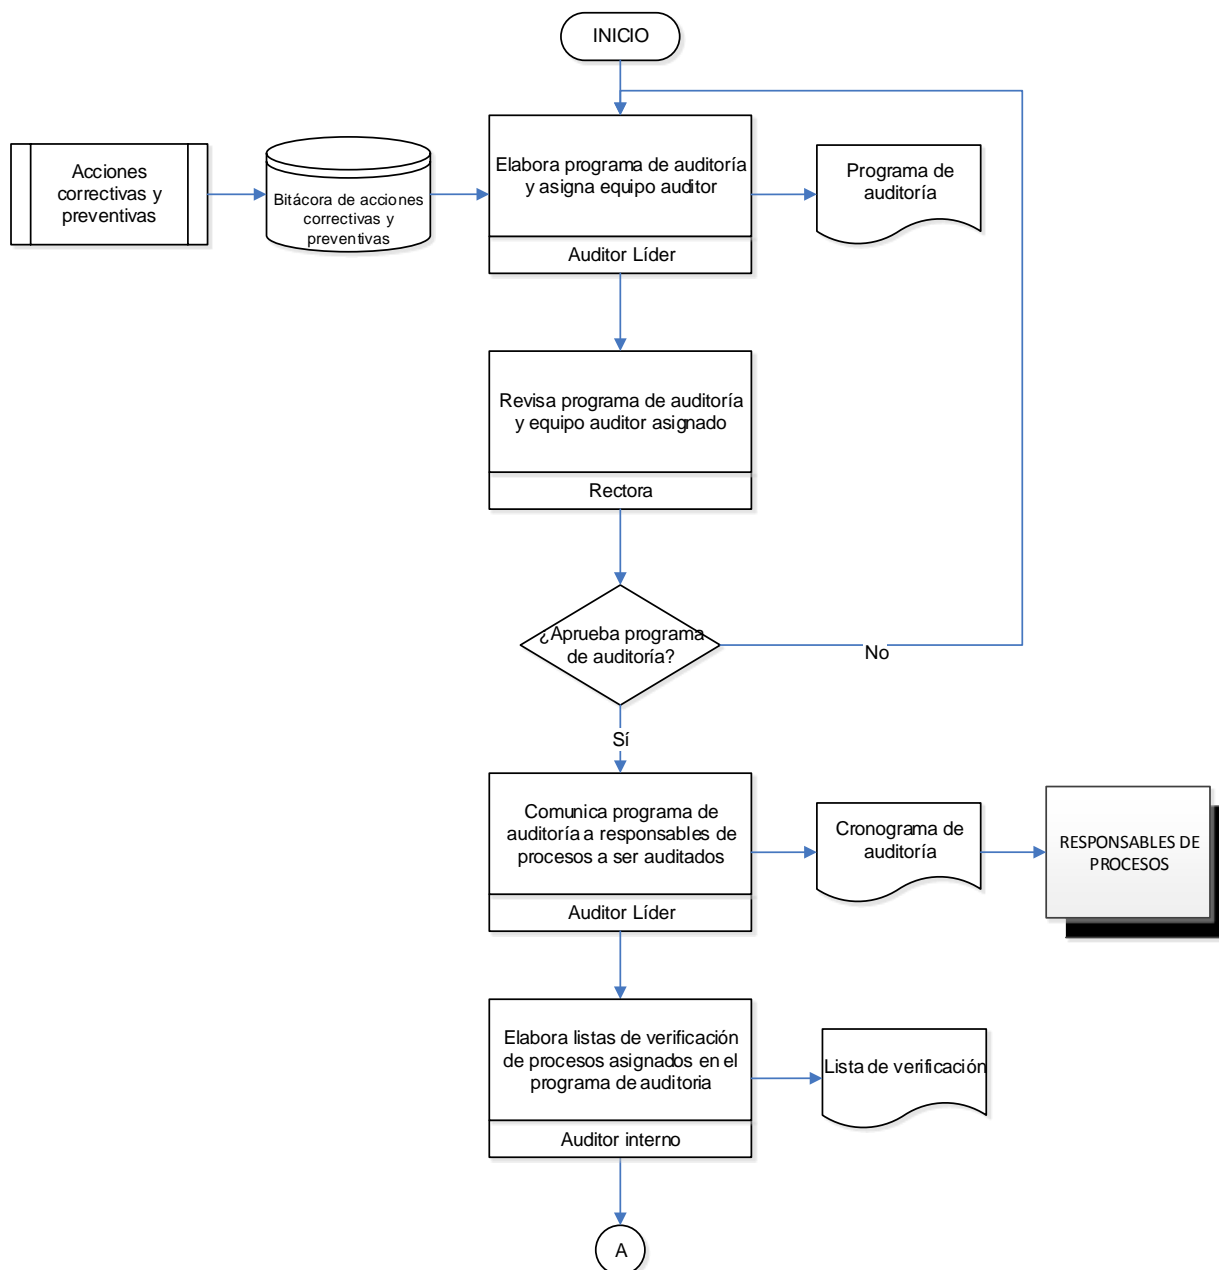 INICIO
Acciones
correctivas y
preventivas
Bitácora de acciones
correctivas y
preventivas
Elabora programa de auditoría
y asigna equipo auditor
Auditor Líder
Programa de
auditoría
Revisa programa de auditoría
y equipo auditor asignado
Rectora
¿Aprueba programa
de auditoría?
No
Sí
Comunica programa de
auditoría a responsables de
procesos a ser auditados
Auditor Líder
Cronograma de
auditoría
RESPONSABLES DE
PROCESOS
Elabora listas de verificación
de procesos asignados en el
programa de auditoria
Auditor interno
Lista de verificación
A